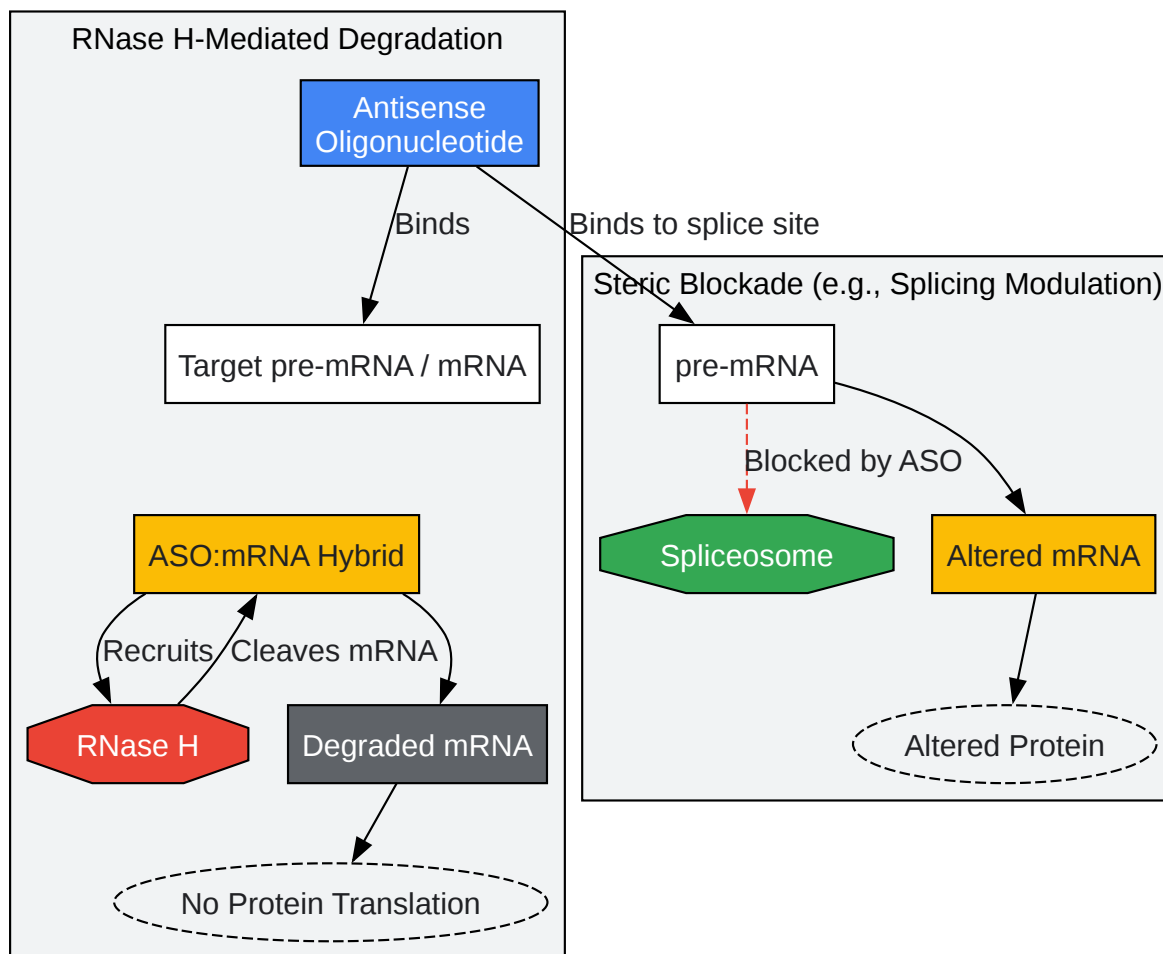 RNase H-Mediated Degradation
Antisense
Oligonucleotide
Binds
Binds to splice site
Steric Blockade (e.g., Splicing Modulation)
Target pre-mRNA / mRNA
pre-mRNA
Blocked by ASO
ASO:mRNA Hybrid
Spliceosome
Altered mRNA
Recruits
Cleaves mRNA
RNase H
Degraded mRNA
Altered Protein
No Protein Translation